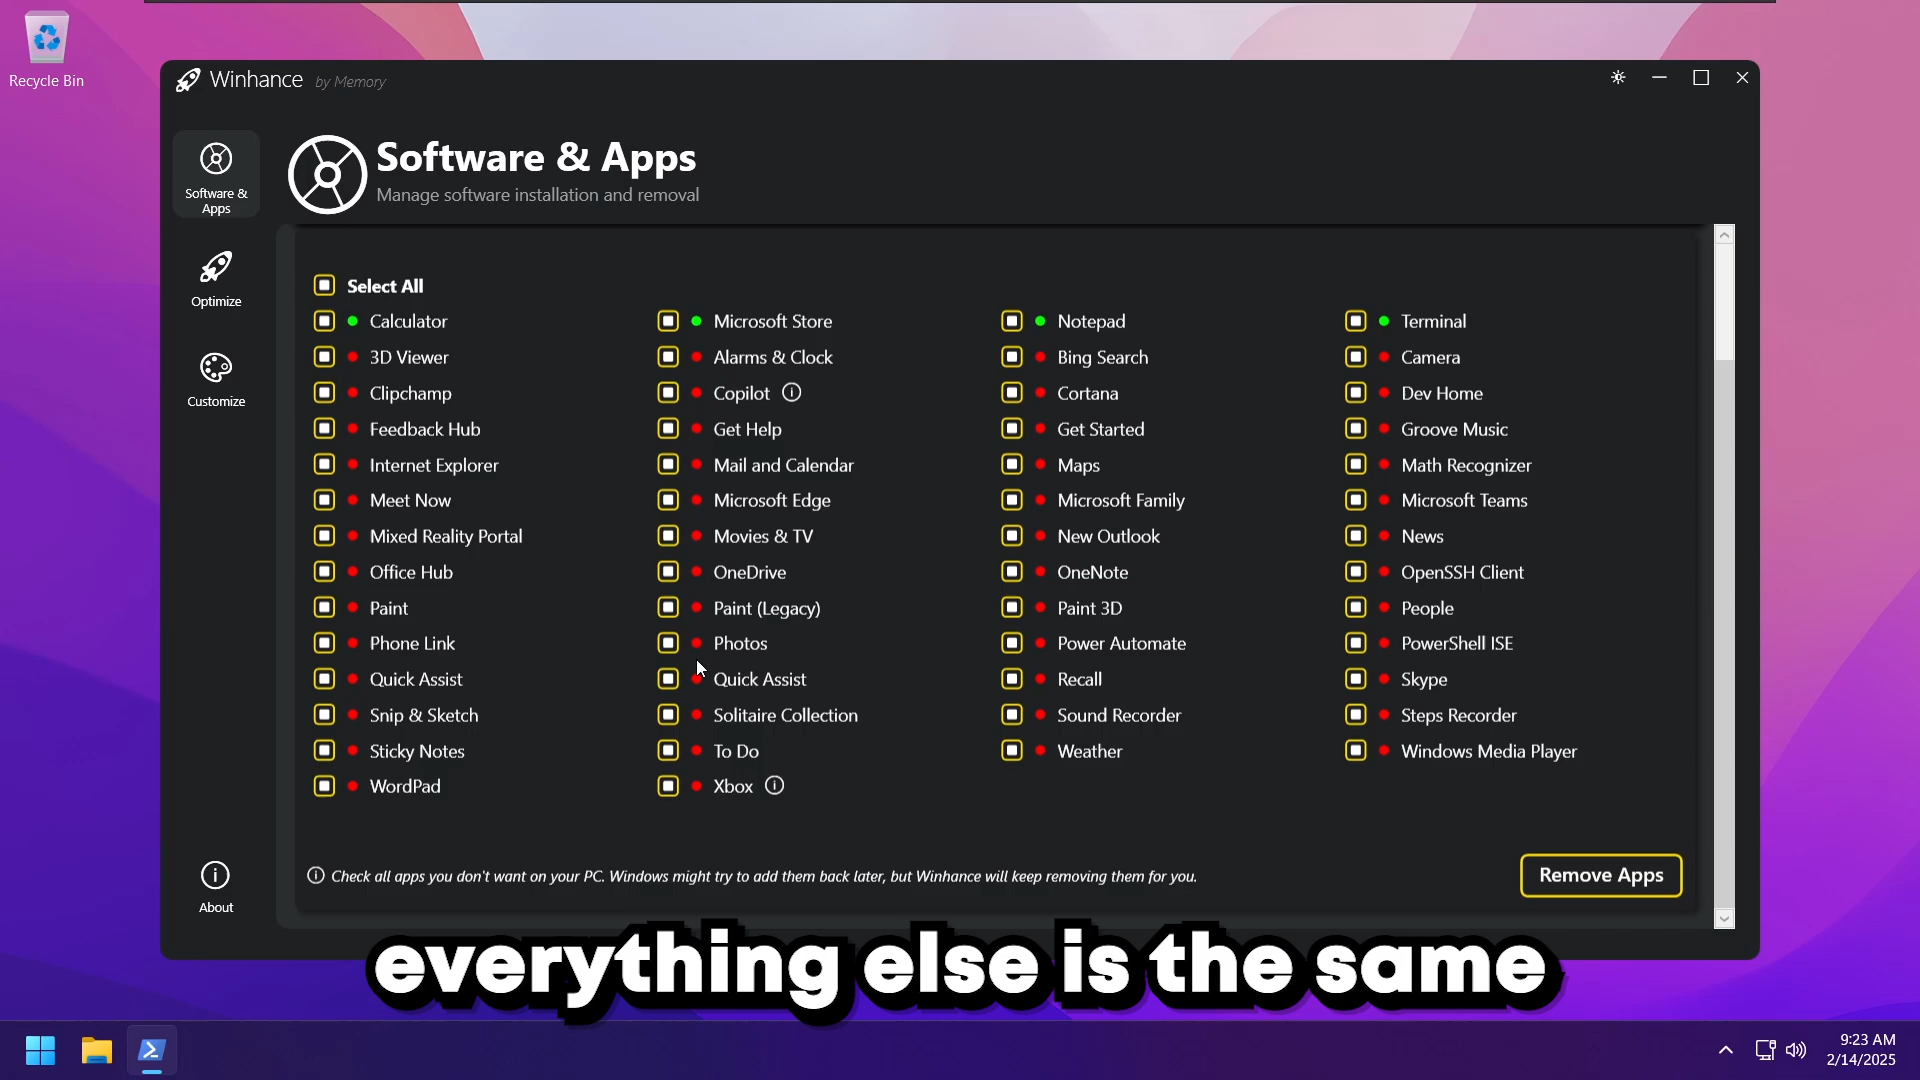 Recycle Bin
Winhance by Memory
Software & Apps
Manage software installation and removal
Software &
Apps
Optimize
Customize
About
Select All
Calculator Microsoft Store Notepad Terminal
3D Viewer Alarms & Clock Bing Search Camera
Clipchamp Copilot Cortana Dev Home
Feedback Hub Get Help Get Started Groove Music
Internet Explorer Mail and Calendar Maps Math Recognizer
Meet Now Microsoft Edge Microsoft Family Microsoft Teams
Mixed Reality Portal Movies & TV New Outlook News
Office Hub OneDrive OneNote OpenSSH Client
Paint Paint (Legacy) Paint 3D People
Phone Link Photos Power Automate PowerShell ISE
Quick Assist Quick Assist Recall Skype
Snip & Sketch Solitaire Collection Sound Recorder Steps Recorder
Sticky Notes To Do Weather Windows Media Player
WordPad Xbox
Check all apps you don't want on your PC. Windows might try to add them back later, but Winhance will keep removing them for you.
Remove Apps
everything else is the same
9:23 AM
2/14/2025